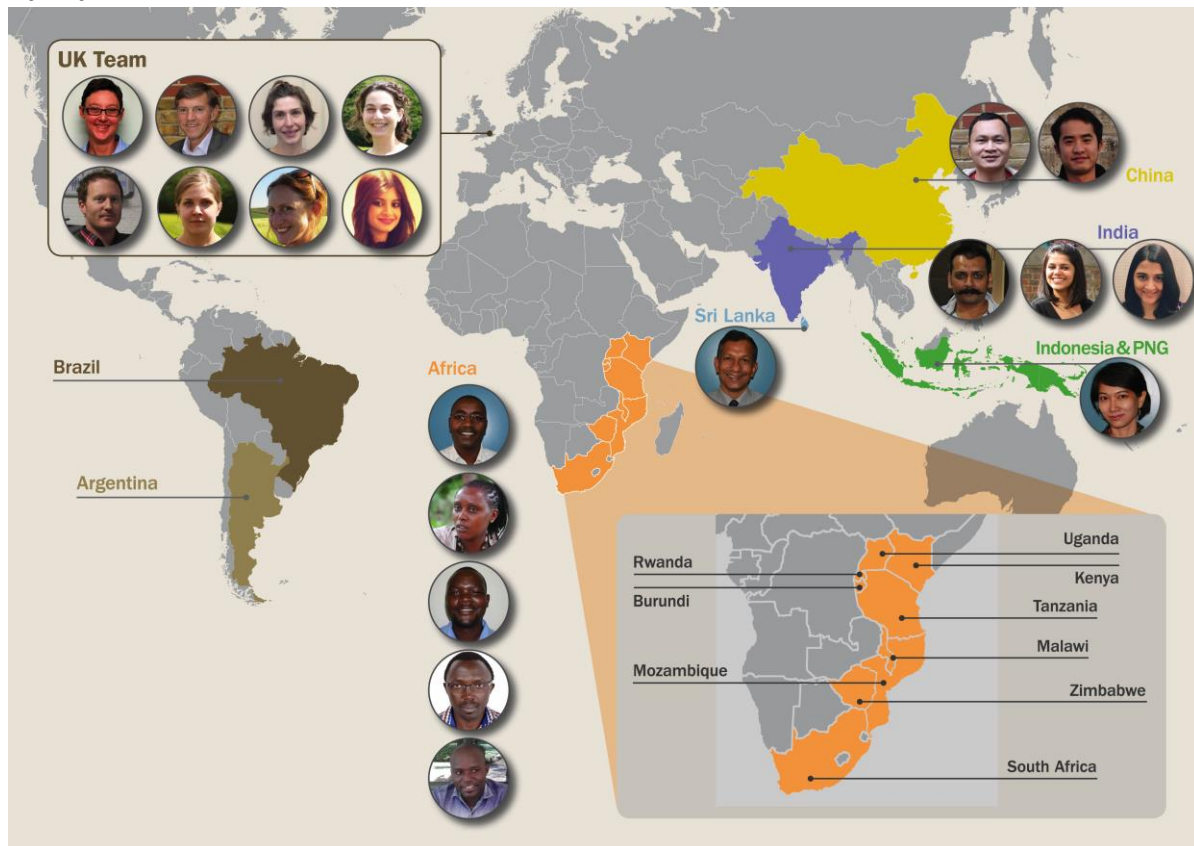 UK Team
China
India
Sri Lanka
Indonesia & PNG
Brazil
Africa
Argentina
Uganda
Rwanda
Kenya
Burundi
Tanzania
Malawi
Mozambique
Zimbabwe
South Africa